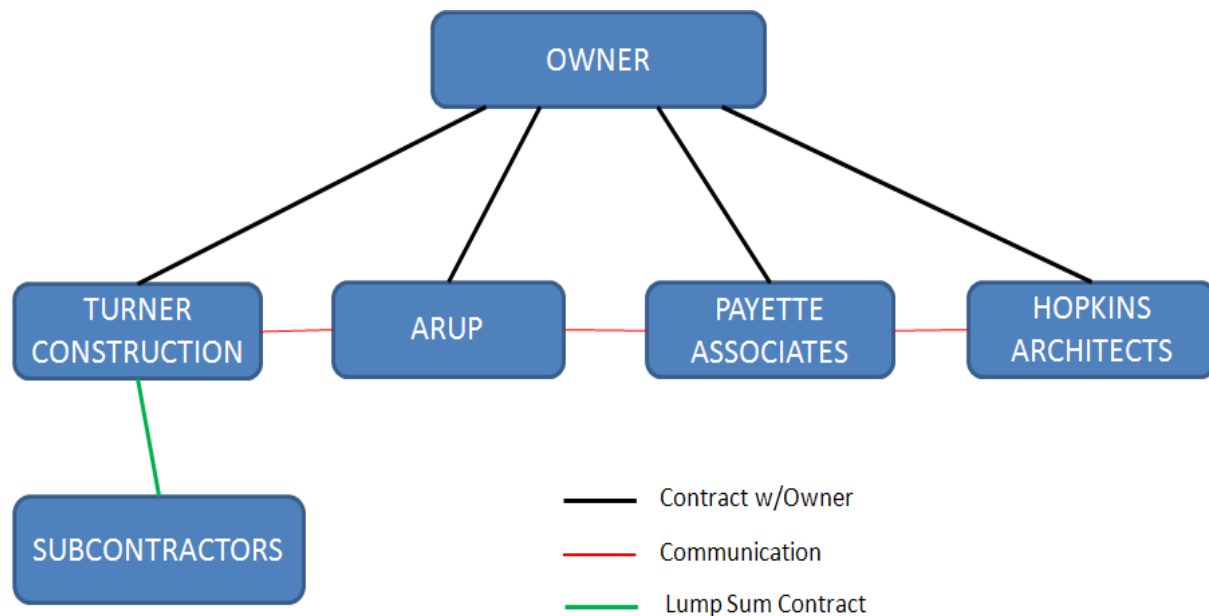 OWNER
TURNER
CONSTRUCTION
ARUP
PAYETTE
ASSOCIATES
HOPKINS
ARCHITECTS
SUBCONTRACTORS
Contract w/Owner
Communication
Lump Sum Contract